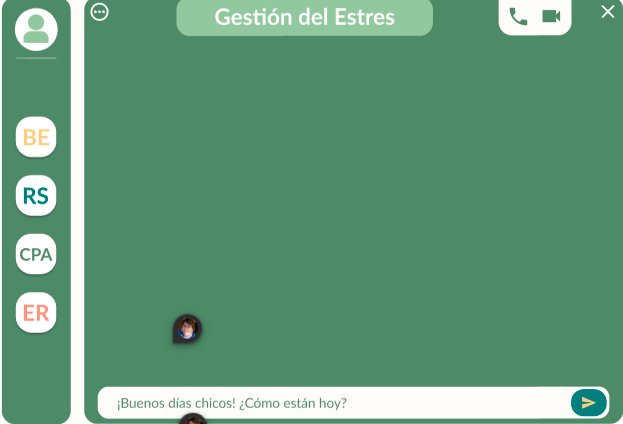 Gestión del Estres
BE
RS
CPA
ER
¡Buenos días chicos! ¿Cómo están hoy?